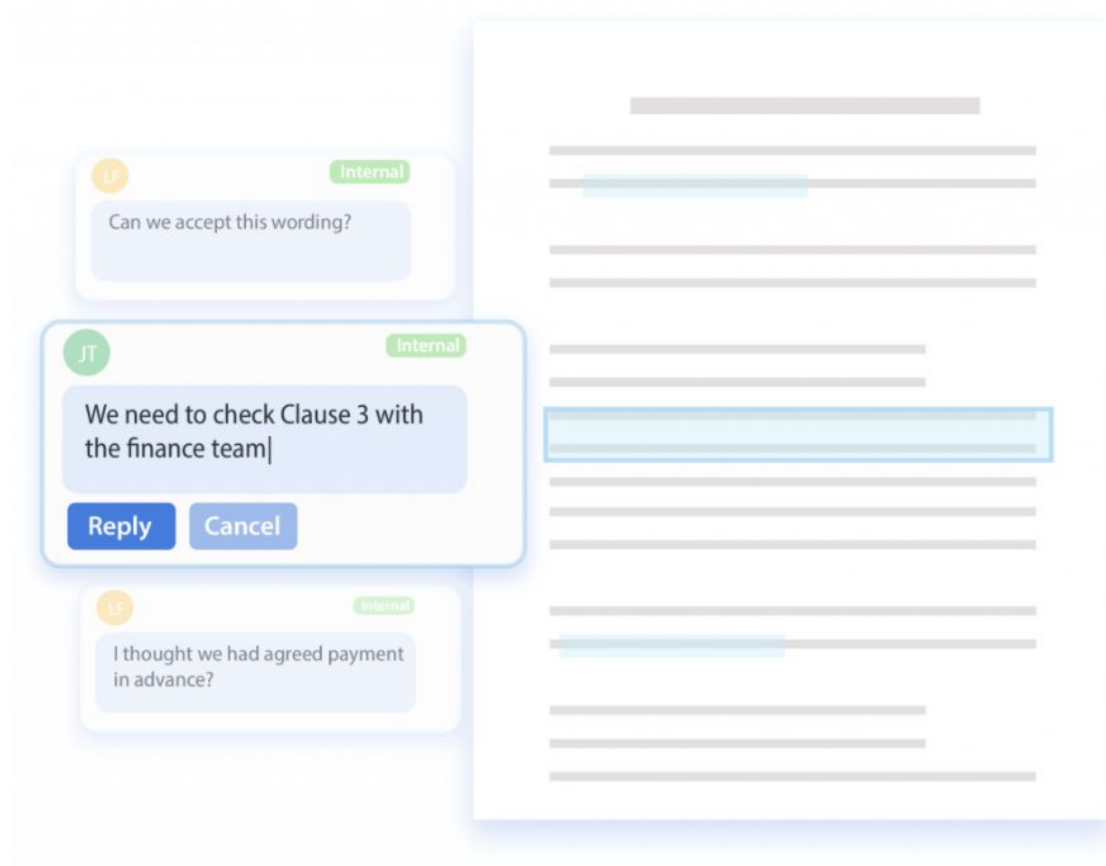 LF
Internal
Can we accept this wording?
JT
Internal
We need to check Clause 3 with
the finance team
Reply
Cancel
LF
Internal
I thought we had agreed payment
in advance?